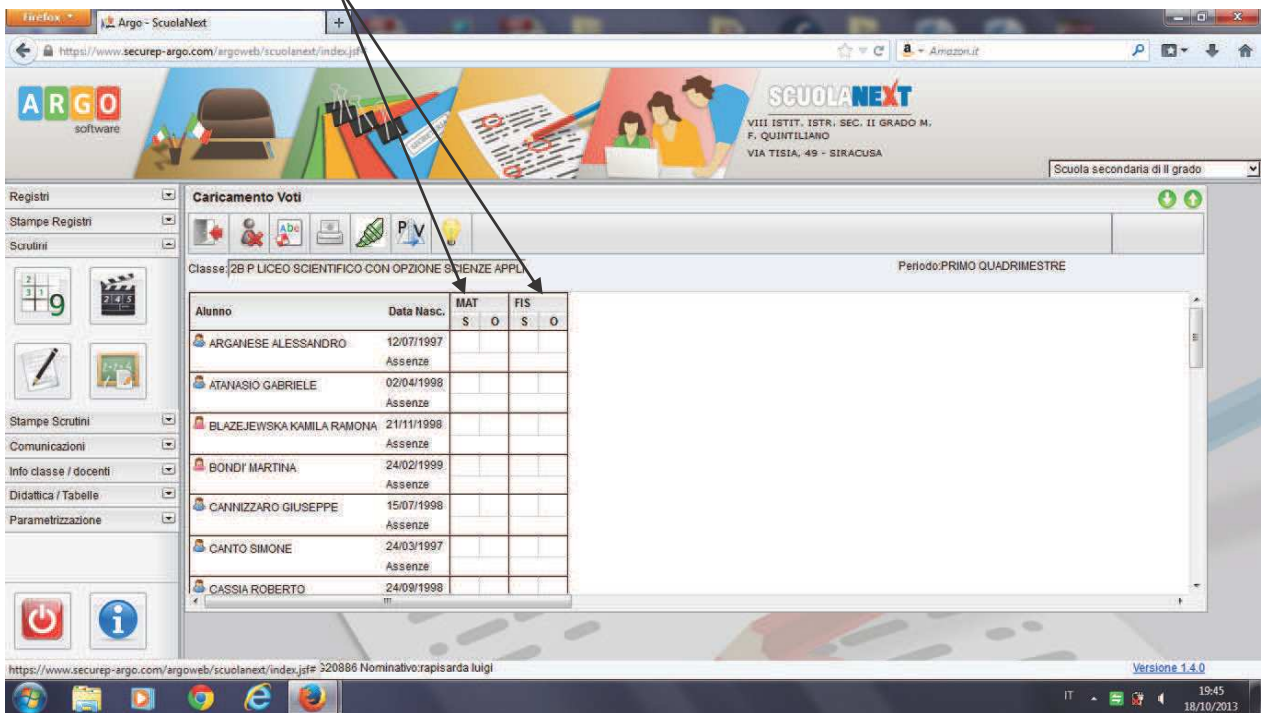 Firefox
Argo - ScuolaNext
+
https://www.securep-argo.com/argoweb/scuolanext/index.jsf#
a - Amazon.it
ARGO
software
SCUOLANEXT
VIII ISTIT. ISTR. SEC. II GRADO M.
F. QUINTILIANO
VIA TISIA, 49 - SIRACUSA
Scuola secondaria di II grado
Registri
Stampe Registri
Scrutini
Stampe Scrutini
Comunicazioni
Info classe / docenti
Didattica / Tabelle
Parametrizzazione
Caricamento Voti
Abc
P V
Classe: 2B P LICEO SCIENTIFICO CON OPZIONE SCIENZE APPL
Periodo:PRIMO QUADRIMESTRE
Alunno Data Nasc. MAT FIS
S O S O
ARGANESE ALESSANDRO 12/07/1997
Assenze
ATANASIO GABRIELE 02/04/1998
Assenze
BLAZEJEWSKA KAMILA RAMONA 21/11/1998
Assenze
BONDI' MARTINA 24/02/1999
Assenze
CANNIZZARO GIUSEPPE 15/07/1998
Assenze
CANTO SIMONE 24/03/1997
Assenze
CASSIA ROBERTO 24/09/1998
https://www.securep-argo.com/argoweb/scuolanext/index.jsf# G20886 Nominativo:rapisarda luigi
Versione 1.4.0
IT
19:45
18/10/2013